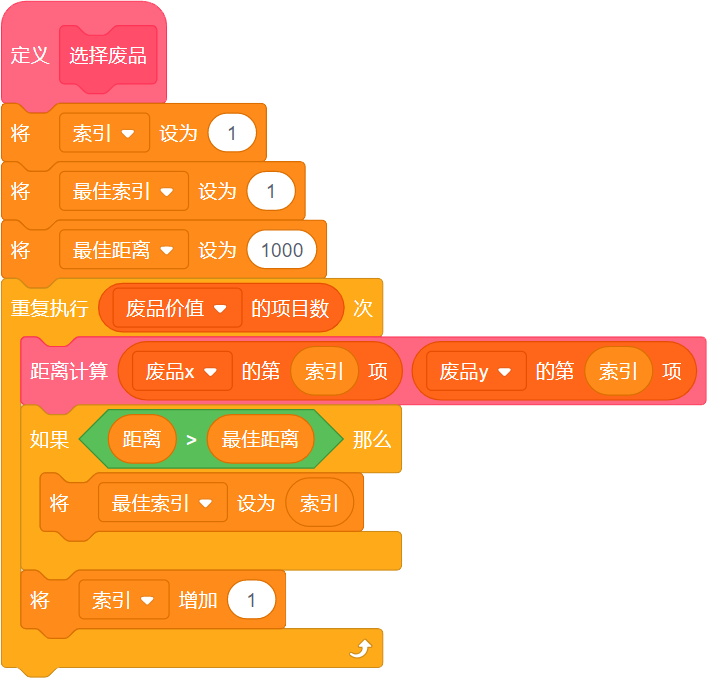 定义 选择废品
将 索引 设为 1
将 最佳索引 设为 1
将 最佳距离 设为 1000
重复执行 废品价值 的项目数 次
距离计算 废品x 的第 索引 项 废品y 的第 索引 项
如果 距离 > 最佳距离 那么
将 最佳索引 设为 索引
将 索引 增加 1